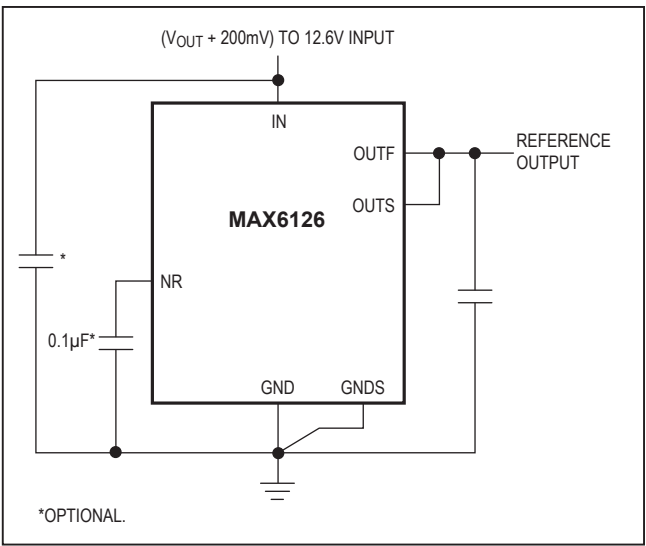 (VOUT + 200mV) TO 12.6V INPUT
IN
OUTF
REFERENCE
OUTPUT
OUTS
MAX6126
*
NR
0.1µF*
GND
GNDS
*OPTIONAL.